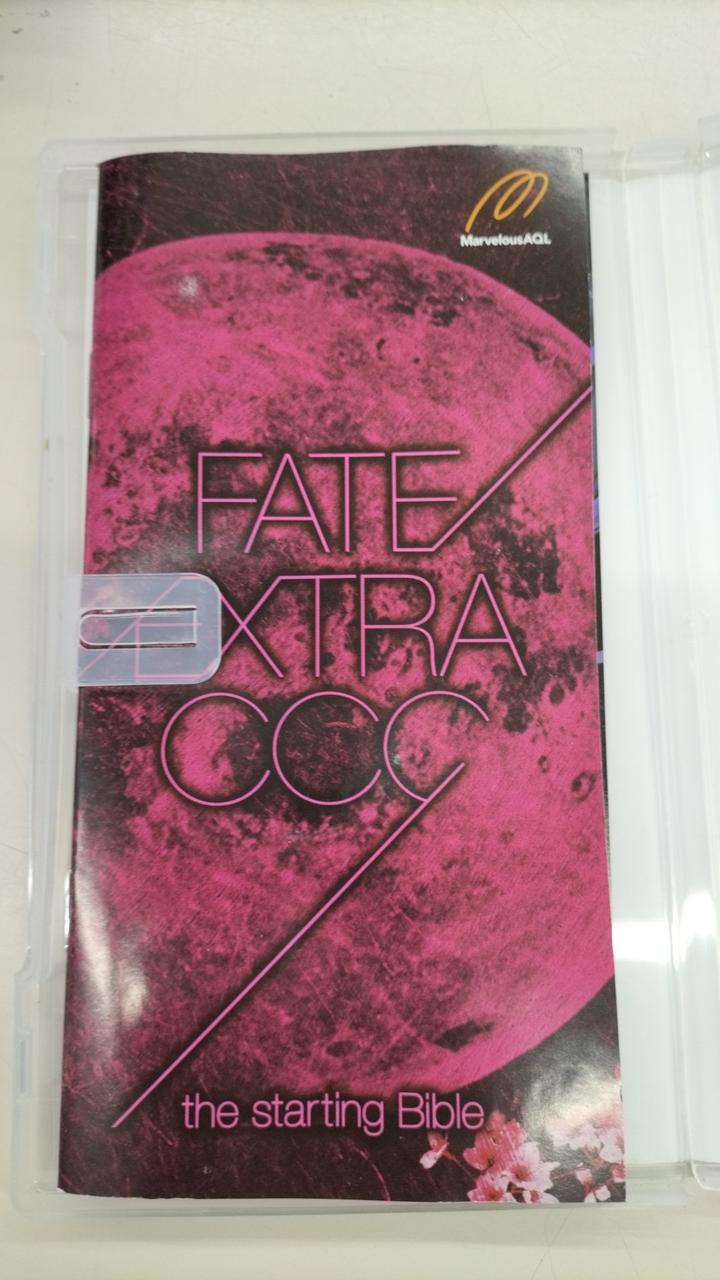 MarvelousAQL
FATE/
EXTRA
CCC
the starting Bible